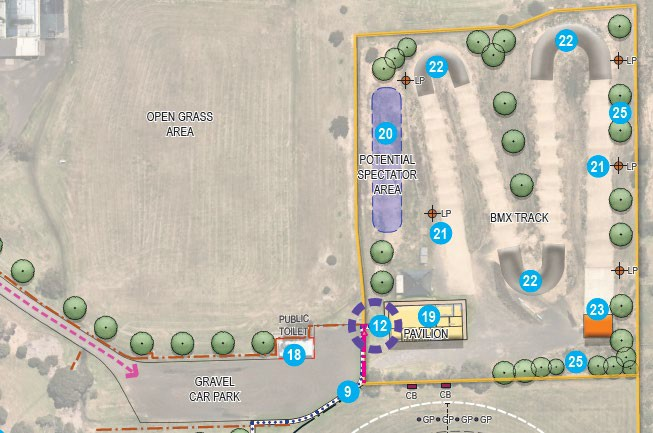 22
22
LP
LP
25
OPEN GRASS
AREA
20
POTENTIAL
SPECTATOR
AREA
21
LP
LP
21
BMX TRACK
22
LP
PUBLIC
TOILET
12
19
PAVILION
23
18
GRAVEL
CAR PARK
9
25
CB
CB
GP
GP
GP
GP